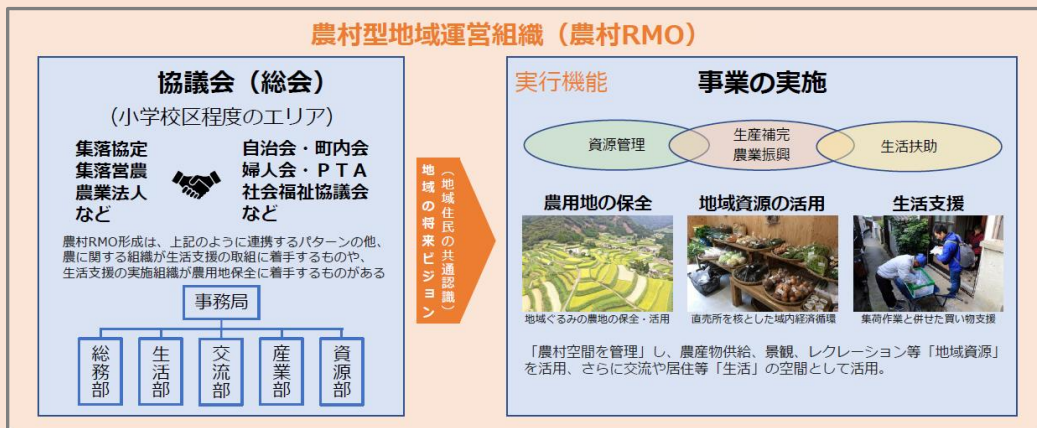 農村型地域運営組織（農村RMO）
協議会（総会）
（小学校区程度のエリア）
集落協定
集落営農
農業法人
など
自治会・町内会
婦人会・PTA
社会福祉協議会
など
農村RMO形成は、上記のように連携するパターンの他、
農に関する組織が生活支援の取組に着手するものや、
生活支援の実施組織が農用地保全に着手するものがある
事務局
総務部
生活部
交流部
産業部
資源部
地域の将来ビジョン
（地域住民の共通認識）
実行機能
事業の実施
資源管理
生産補完
農業振興
生活扶助
農用地の保全
地域資源の活用
生活支援
地域ぐるみの農地の保全・活用
直売所を核とした域内経済循環
集荷作業と併せた買い物支援
「農村空間を管理」し、農産物供給、景観、レクレーション等「地域資源」
を活用、さらに交流や居住等「生活」の空間として活用。